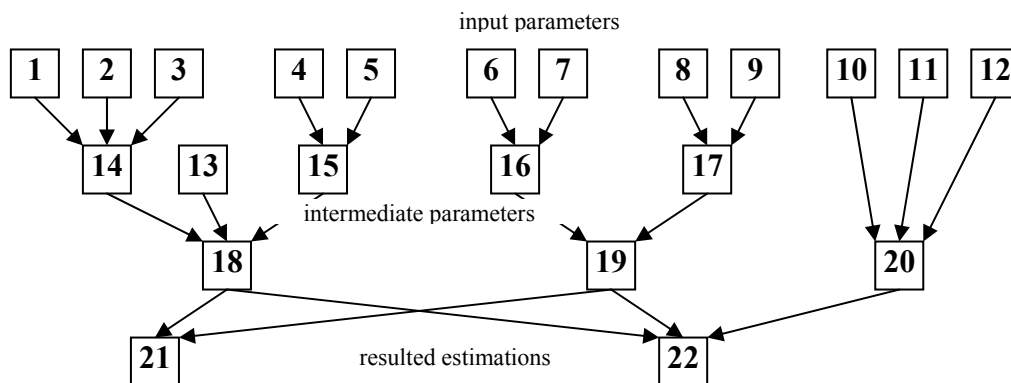 input parameters
1 2 3 4 5 6 7 8 9 10 11 12
14 13 15 16 17
intermediate parameters
18 19 20
21 resulted estimations 22